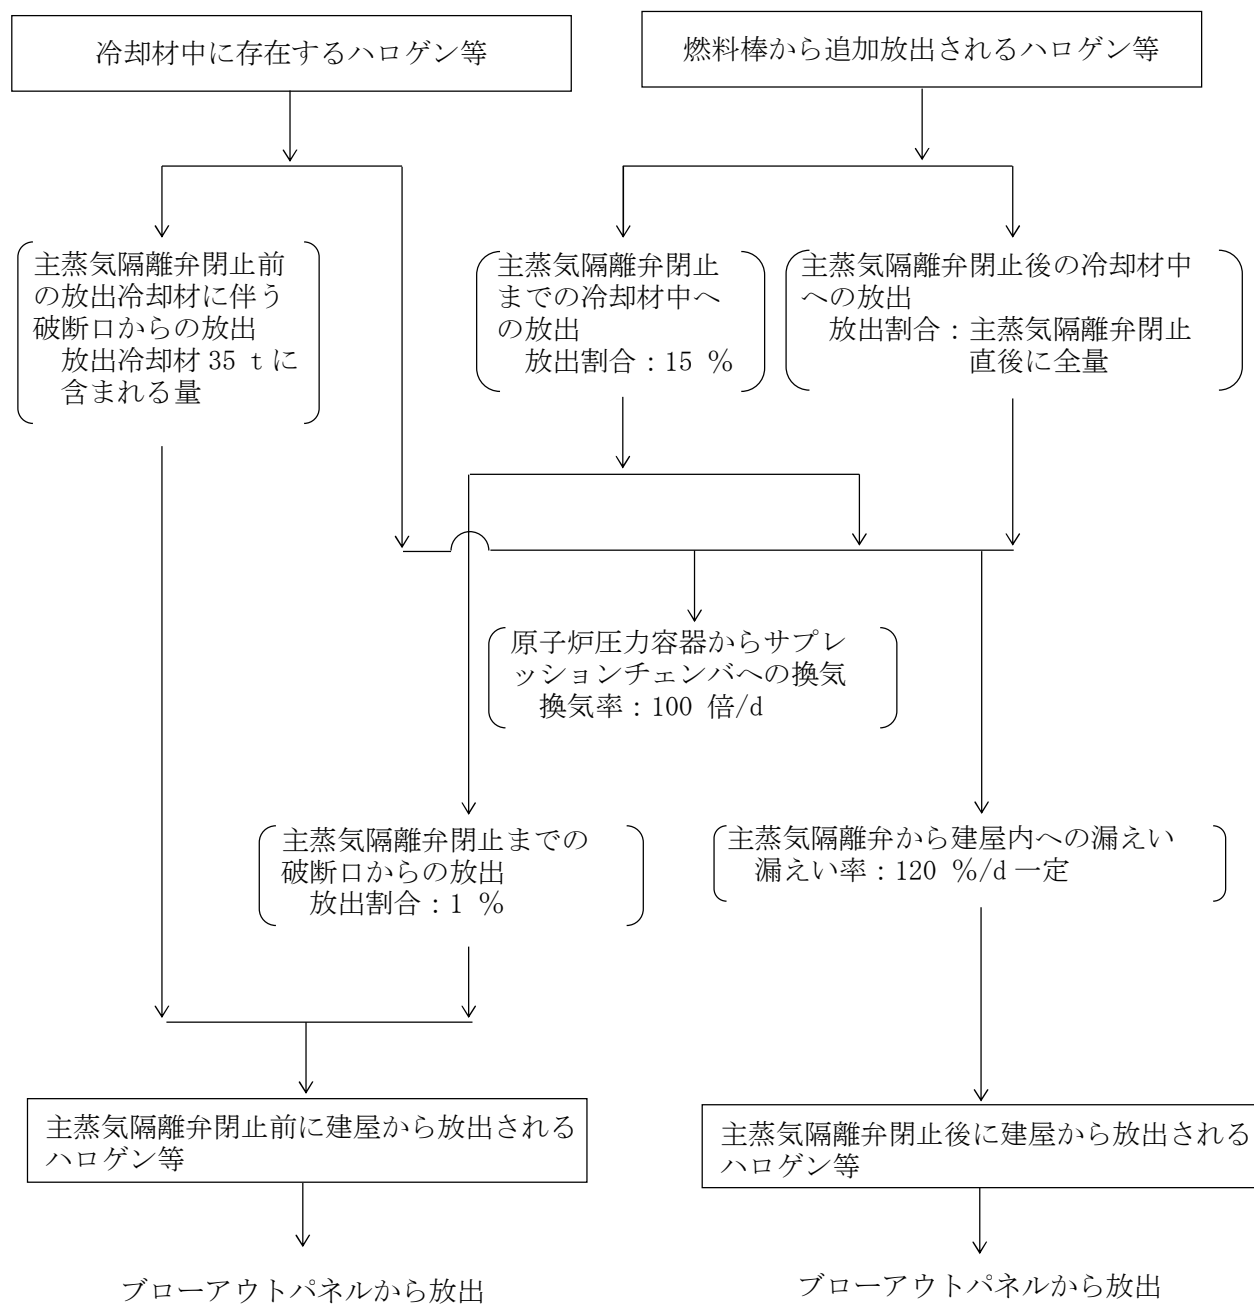 冷却材中に存在するハロゲン等
燃料棒から追加放出されるハロゲン等
主蒸気隔離弁閉止前
の放出冷却材に伴う
破断口からの放出
放出冷却材 35 t に
含まれる量
主蒸気隔離弁閉止
までの冷却材中へ
の放出
放出割合：15 %
主蒸気隔離弁閉止後の冷却材中
への放出
放出割合：主蒸気隔離弁閉止
直後に全量
原子炉圧力容器からサプレ
ッションチェンバへの換気
換気率：100 倍/d
主蒸気隔離弁閉止までの
破断口からの放出
放出割合：1 %
主蒸気隔離弁から建屋内への漏えい
漏えい率：120 %/d 一定
主蒸気隔離弁閉止前に建屋から放出される
ハロゲン等
主蒸気隔離弁閉止後に建屋から放出される
ハロゲン等
ブローアウトパネルから放出
ブローアウトパネルから放出